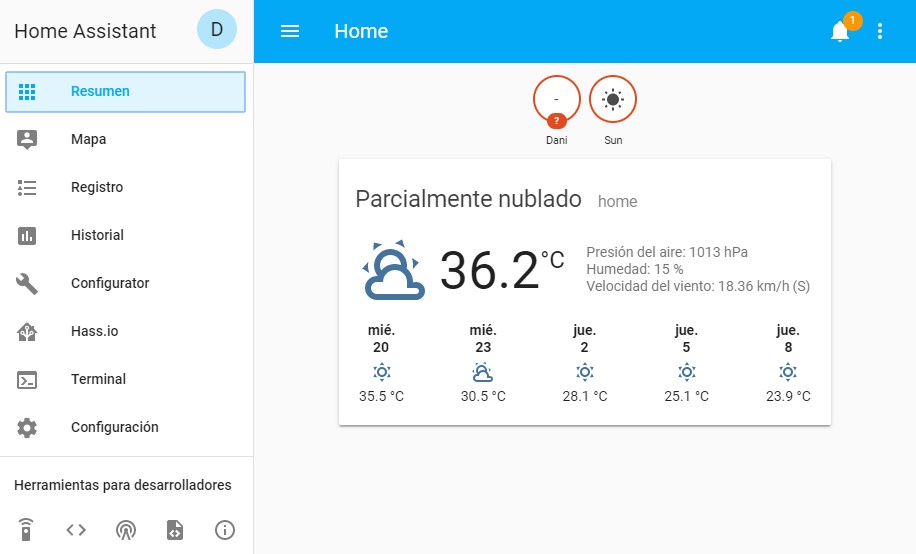 Home Assistant
D
Resumen
Mapa
Registro
Historial
Configurator
Hass.io
Terminal
Configuración
Herramientas para desarrolladores
Home
1
-
?
Dani
Sun
Parcialmente nublado home
36.2 °C
Presión del aire: 1013 hPa
Humedad: 15 %
Velocidad del viento: 18.36 km/h (S)
mié. mié. jue. jue. jue.
20 23 2 5 8
35.5 °C 30.5 °C 28.1 °C 25.1 °C 23.9 °C